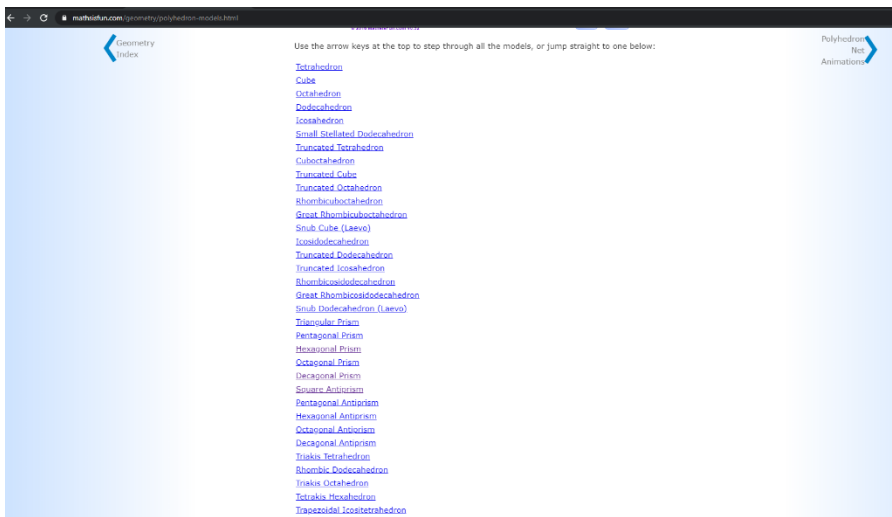 mathsisfun.com/geometry/polyhedron-models.html
Geometry
Index
Polyhedron
Net
Animations
Use the arrow keys at the top to step through all the models, or jump straight to one below:
Tetrahedron
Cube
Octahedron
Dodecahedron
Icosahedron
Small Stellated Dodecahedron
Truncated Tetrahedron
Cuboctahedron
Truncated Cube
Truncated Octahedron
Rhombicuboctahedron
Great Rhombicuboctahedron
Snub Cube (Laevo)
Icosidodecahedron
Truncated Dodecahedron
Truncated Icosahedron
Rhombicosidodecahedron
Great Rhombicosidodecahedron
Snub Dodecahedron (Laevo)
Triangular Prism
Pentagonal Prism
Hexagonal Prism
Octagonal Prism
Decagonal Prism
Square Antiprism
Pentagonal Antiprism
Hexagonal Antiprism
Octagonal Antiprism
Decagonal Antiprism
Triakis Tetrahedron
Rhombic Dodecahedron
Triakis Octahedron
Tetrakis Hexahedron
Trapezoidal Icositetrahedron